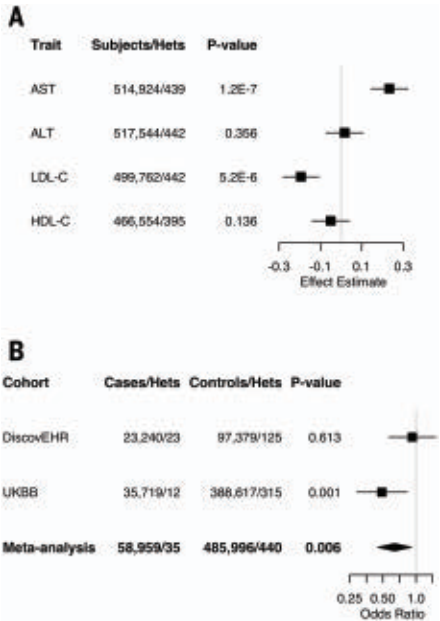 A
Trait Subjects/Hets P-value
AST 514,924/439 1.2E-7
ALT 517,544/442 0.356
LDL-C 499,762/442 5.2E-6
HDL-C 466,554/395 0.136
-0.3 -0.1 0.1 0.3
Effect Estimate
B
Cohort Cases/Hets Controls/Hets P-value
DiscovEHR 23,240/23 97,379/125 0.613
UKBB 35,719/12 388,617/315 0.001
Meta-analysis 58,959/35 485,996/440 0.006
0.25 0.50 1.0
Odds Ratio